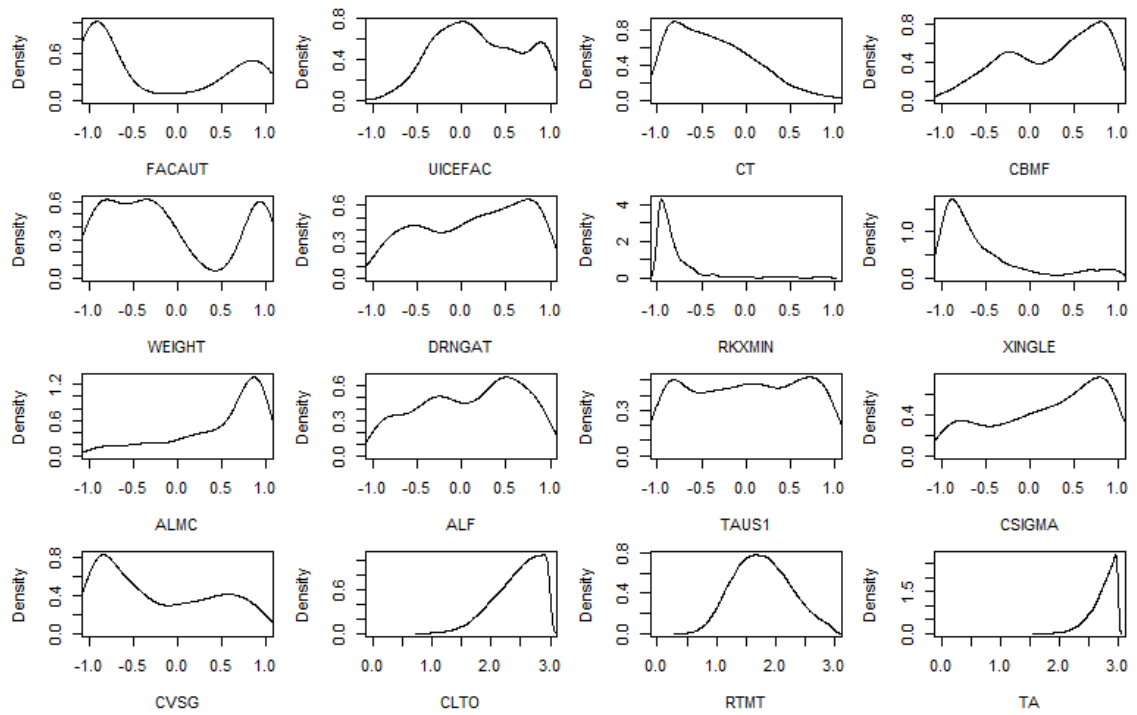 Density
0.0 0.6
-1.0 -0.5 0.0 0.5 1.0
FACAUT
Density
0.0 0.4 0.8
-1.0 -0.5 0.0 0.5 1.0
UICEFAC
Density
0.0 0.4 0.8
-1.0 -0.5 0.0 0.5 1.0
CT
Density
0.0 0.4 0.8
-1.0 -0.5 0.0 0.5 1.0
CBMF
Density
0.0 0.3 0.6
-1.0 -0.5 0.0 0.5 1.0
WEIGHT
Density
0.0 0.3 0.6
-1.0 -0.5 0.0 0.5 1.0
DRNGAT
Density
0 2 4
-1.0 -0.5 0.0 0.5 1.0
RKXMIN
Density
0.0 1.0
-1.0 -0.5 0.0 0.5 1.0
XINGLE
Density
0.0 0.6 1.2
-1.0 -0.5 0.0 0.5 1.0
ALMC
Density
0.0 0.3 0.6
-1.0 -0.5 0.0 0.5 1.0
ALF
Density
0.0 0.3
-1.0 -0.5 0.0 0.5 1.0
TAUS1
Density
0.0 0.4
-1.0 -0.5 0.0 0.5 1.0
CSIGMA
Density
0.0 0.4 0.8
-1.0 -0.5 0.0 0.5 1.0
CVSG
Density
0.0 0.6
0.0 1.0 2.0 3.0
CLTO
Density
0.0 0.4 0.8
0.0 1.0 2.0 3.0
RTMT
Density
0.0 1.5
0.0 1.0 2.0 3.0
TA